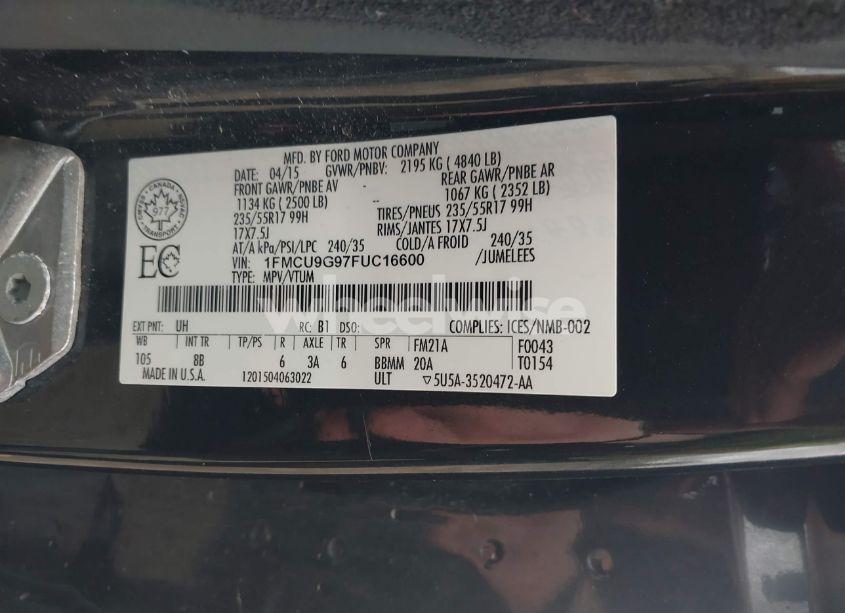 MFD. BY FORD MOTOR COMPANY
DATE: 04/15 GVWR/PNBV: 2195 KG ( 4840 LB)
FRONT GAWR/PNBE AV REAR GAWR/PNBE AR
1134 KG ( 2500 LB) 1067 KG ( 2352 LB)
235/55R17 99H TIRES/PNEUS 235/55R17 99H
17X7.5J RIMS/JANTES 17X7.5J
AT/A kPa/PSI/LPC 240/35 COLD/A FROID 240/35
VIN: 1FMCU9G97FUC16600 /JUMELEES
TYPE: MPV/VTUM
CANADA
977
TRANSPORT
EC
wheelwise
EXT PNT: UH RC: B1 DSO: COMPLIES: ICES/NMB-002
WB INT TR TP/PS R AXLE TR SPR FM21A F0043
105 8B 6 3A 6 BBMM 20A T0154
MADE IN U.S.A. 1201504063022 ULT ▽5U5A-3520472-AA